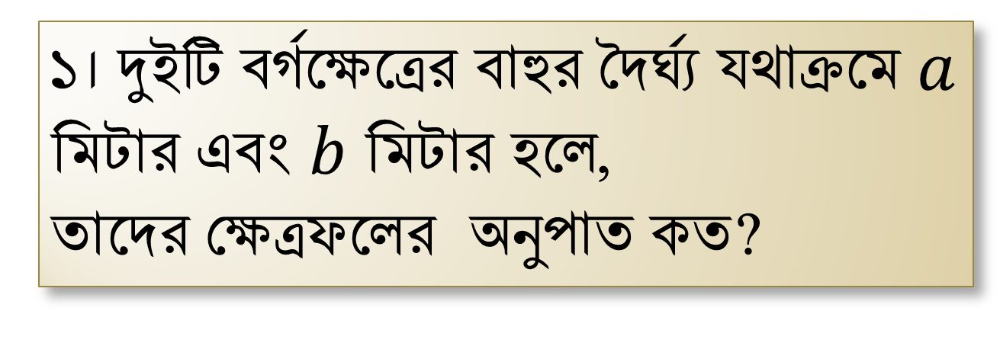 ১। দুইটি বর্গক্ষেত্রের বাহুর দৈর্ঘ্য যথাক্রমে a
মিটার এবং b মিটার হলে,
তাদের ক্ষেত্রফলের অনুপাত কত?